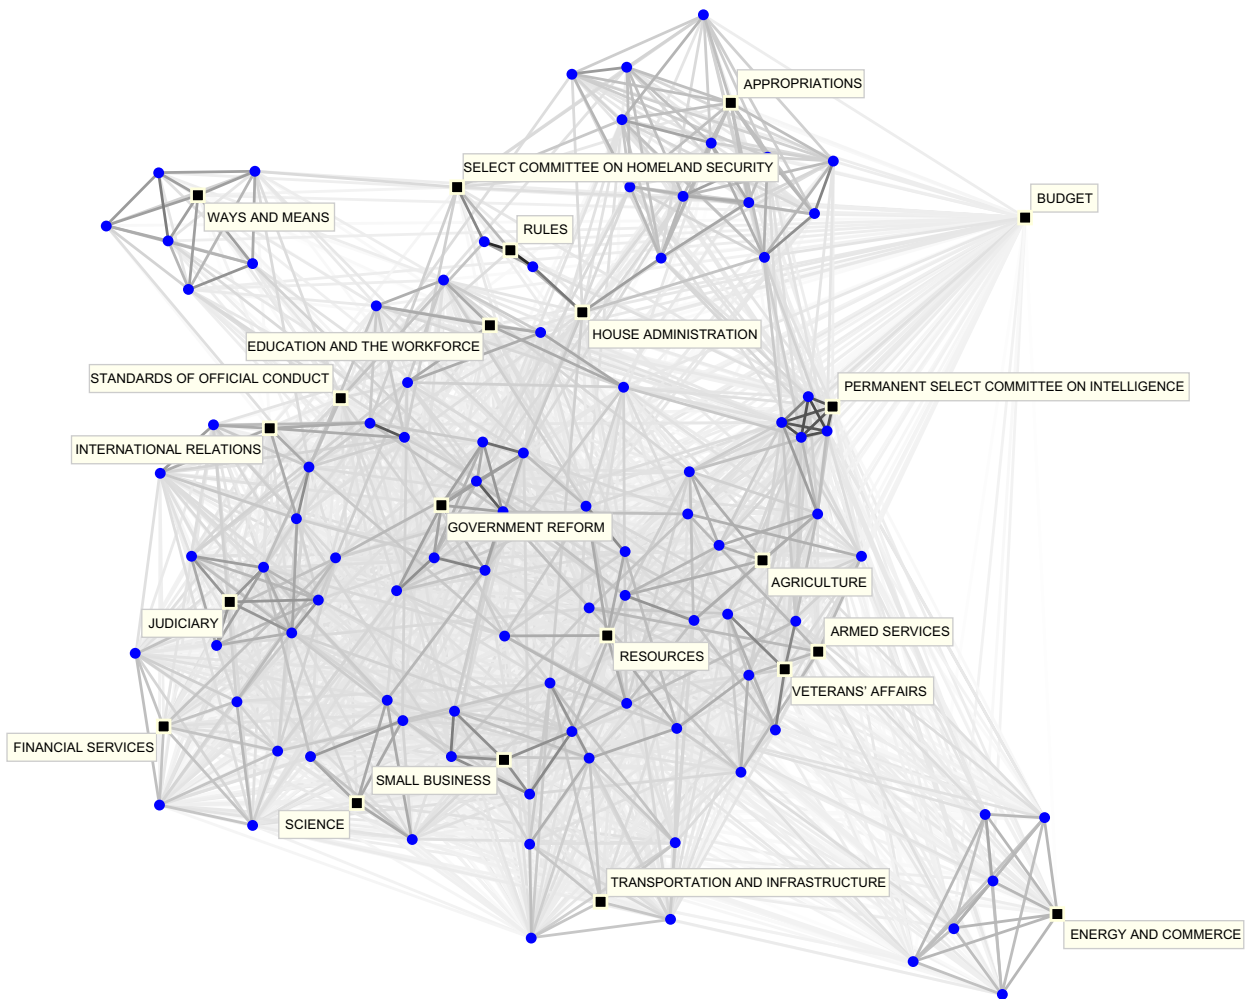 APPROPRIATIONS
SELECT COMMITTEE ON HOMELAND SECURITY
BUDGET
WAYS AND MEANS
RULES
HOUSE ADMINISTRATION
EDUCATION AND THE WORKFORCE
STANDARDS OF OFFICIAL CONDUCT
PERMANENT SELECT COMMITTEE ON INTELLIGENCE
INTERNATIONAL RELATIONS
GOVERNMENT REFORM
AGRICULTURE
JUDICIARY
ARMED SERVICES
RESOURCES
VETERANS' AFFAIRS
FINANCIAL SERVICES
SMALL BUSINESS
SCIENCE
TRANSPORTATION AND INFRASTRUCTURE
ENERGY AND COMMERCE